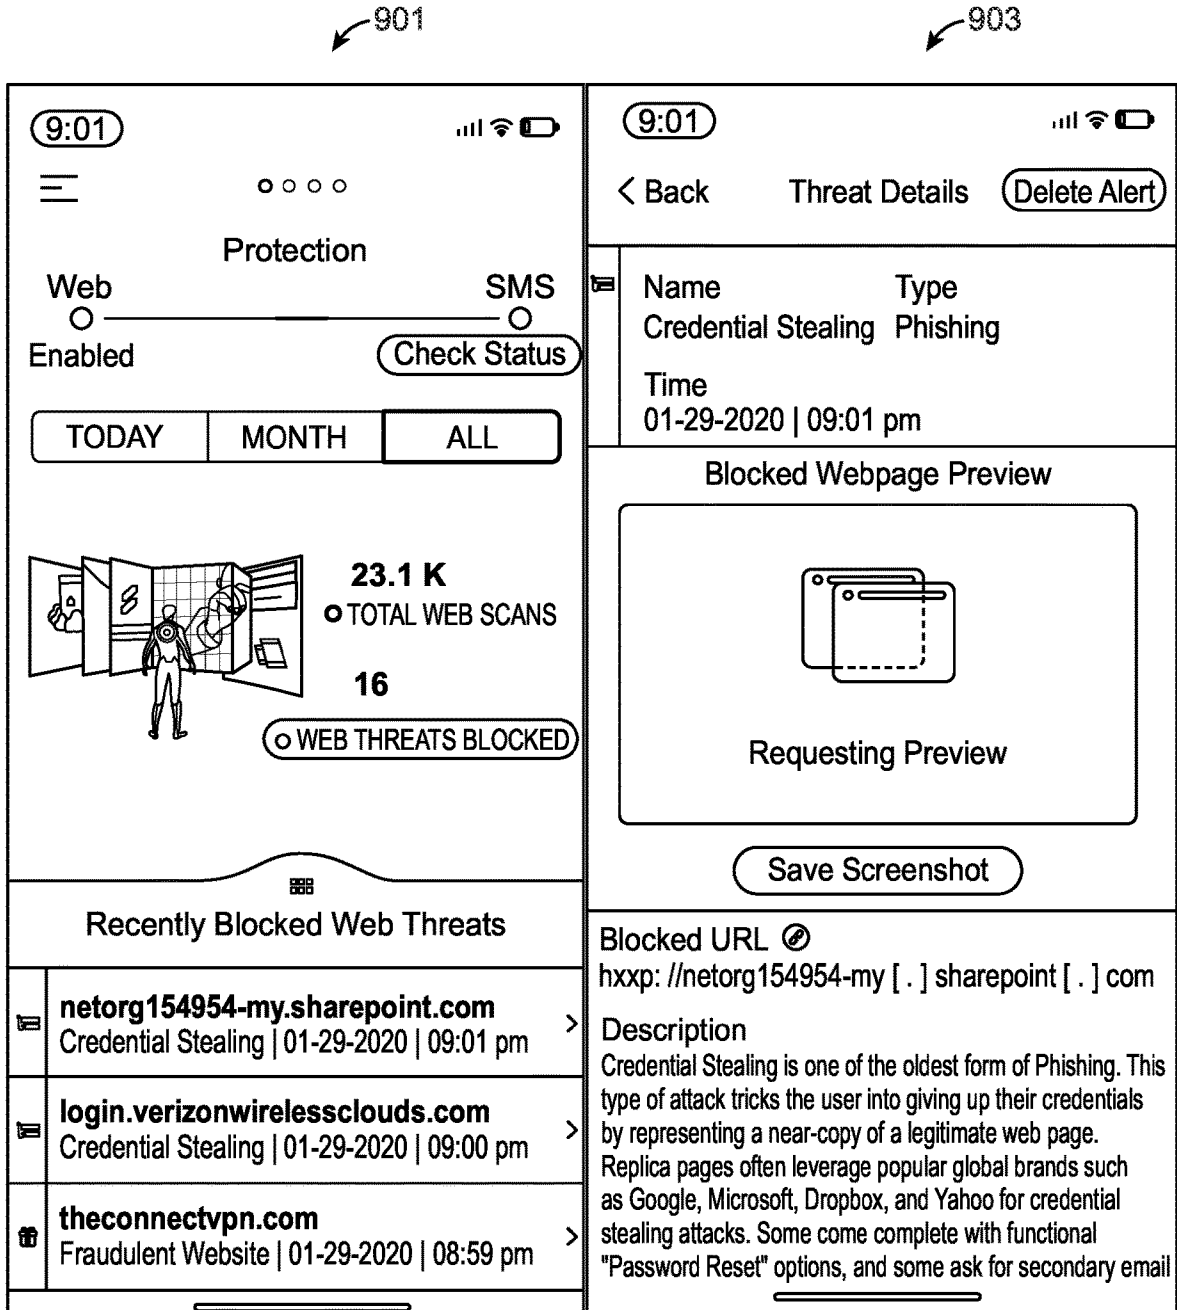 901
9:01
Protection
Web
SMS
Enabled
Check Status
TODAY
MONTH
ALL
23.1 K
TOTAL WEB SCANS
16
WEB THREATS BLOCKED
Recently Blocked Web Threats
netorg154954-my.sharepoint.com
Credential Stealing | 01-29-2020 | 09:01 pm
login.verizonwirelessclouds.com
Credential Stealing | 01-29-2020 | 09:00 pm
theconnectvpn.com
Fraudulent Website | 01-29-2020 | 08:59 pm
903
9:01
< Back
Threat Details
Delete Alert
Name
Type
Credential Stealing
Phishing
Time
01-29-2020 | 09:01 pm
Blocked Webpage Preview
Requesting Preview
Save Screenshot
Blocked URL
hxxp: //netorg154954-my [ . ] sharepoint [ . ] com
Description
Credential Stealing is one of the oldest form of Phishing. This
type of attack tricks the user into giving up their credentials
by representing a near-copy of a legitimate web page.
Replica pages often leverage popular global brands such
as Google, Microsoft, Dropbox, and Yahoo for credential
stealing attacks. Some come complete with functional
"Password Reset" options, and some ask for secondary email